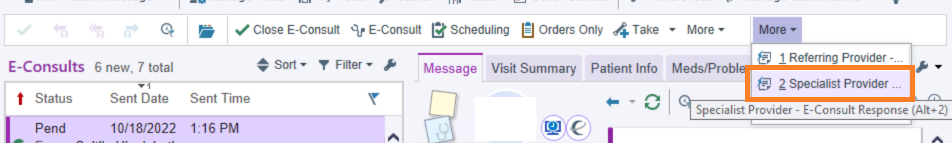 Close E-Consult E-Consult Scheduling Orders Only Take More More
E-Consults 6 new, 7 total Sort Filter Message Visit Summary Patient Info Meds/Proble
1 Referring Provider -...
2 Specialist Provider ...
Status Sent Date Sent Time
Specialist Provider - E-Consult Response (Alt+2)
Pend 10/18/2022 1:16 PM